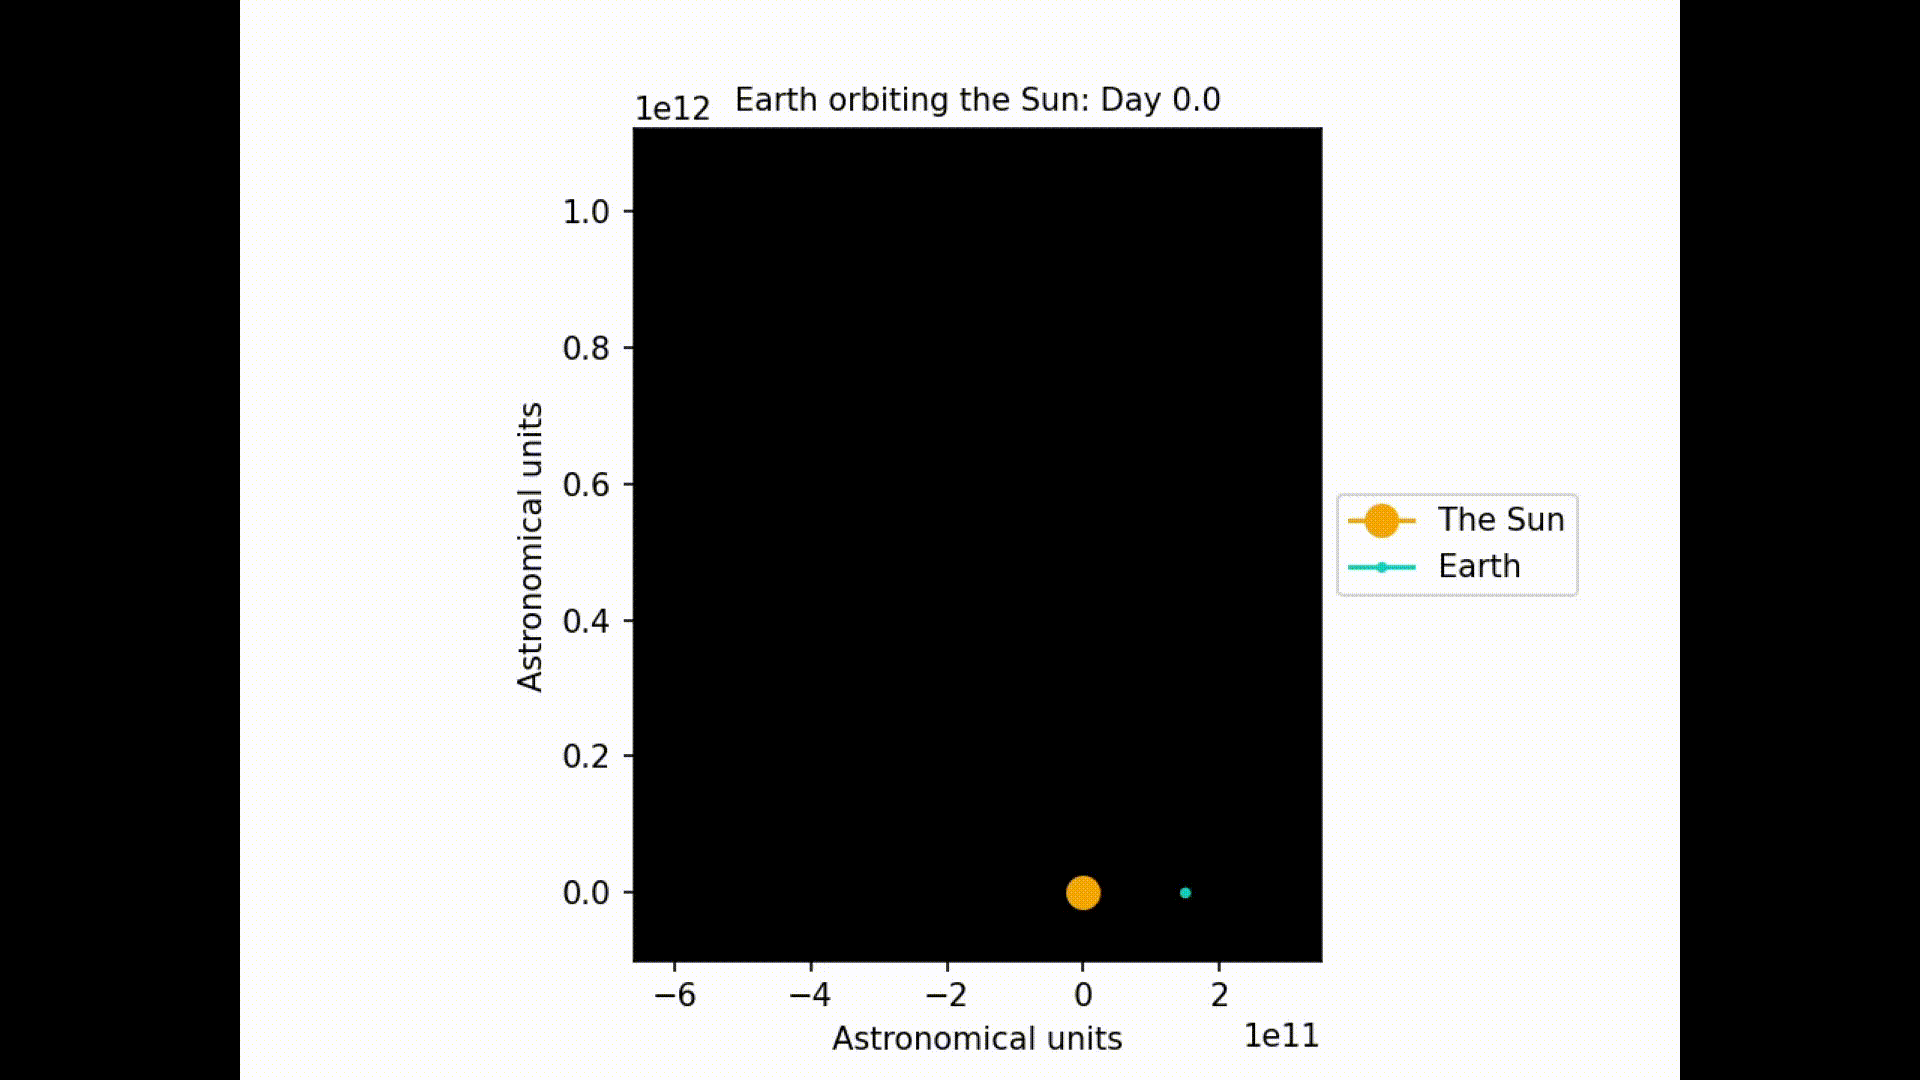 Earth orbiting the Sun: Day 0.0
1e12
1.0
0.8
0.6
0.4
0.2
0.0
Astronomical units
The Sun
Earth
−6
−4
−2
0
2
Astronomical units
1e11